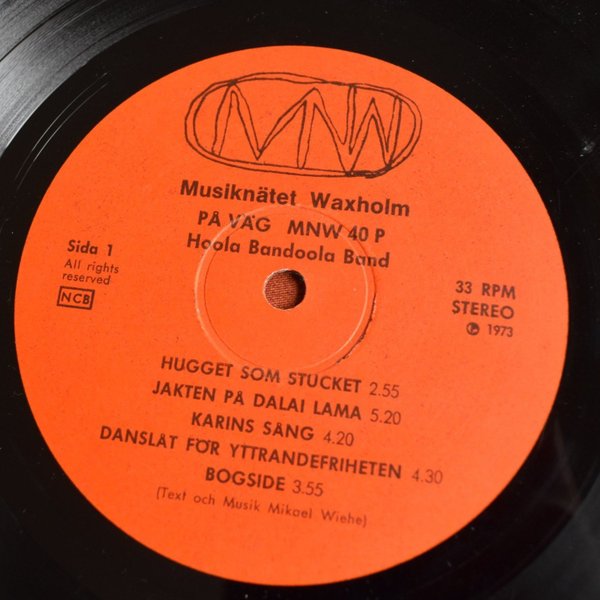 MNW
Musiknätet Waxholm
PÅ VÄG MNW 40 P
Hoola Bandoola Band
Sida 1
All rights
reserved
NCB
33 RPM
STEREO
℗ 1973
HUGGET SOM STUCKET 2.55
JAKTEN PÅ DALAI LAMA 5.20
KARINS SÅNG 4.20
DANSLÅT FÖR YTTRANDEFRIHETEN 4.30
BOGSIDE 3.55
(Text och Musik Mikael Wiehe)